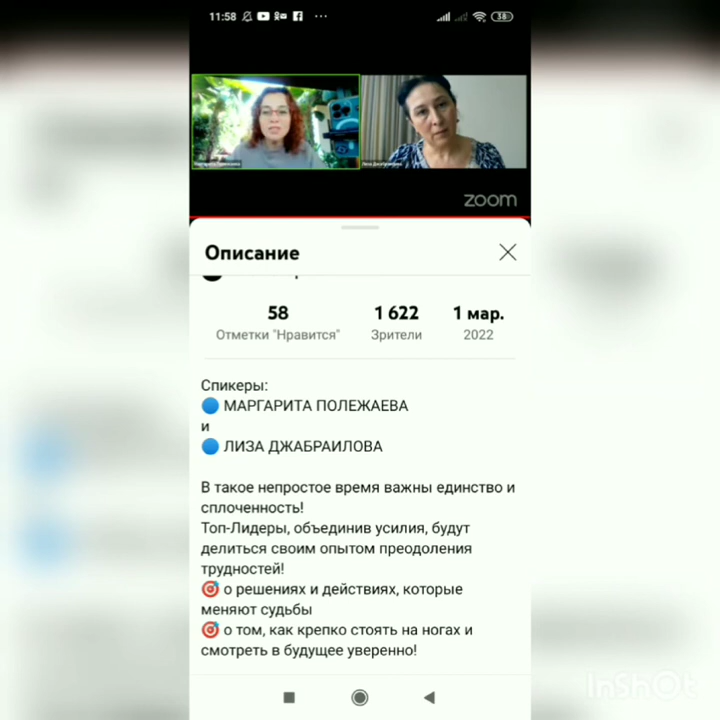 11:58
38
zoom
Описание
58
1 622
1 мар.
Отметки "Нравится"
Зрители
2022
Спикеры:
🔵 МАРГАРИТА ПОЛЕЖАЕВА
и
🔵 ЛИЗА ДЖАБРАИЛОВА
В такое непростое время важны единство и
сплоченность!
Топ-Лидеры, объединив усилия, будут
делиться своим опытом преодоления
трудностей!
🎯 о решениях и действиях, которые
меняют судьбы
🎯 о том, как крепко стоять на ногах и
смотреть в будущее уверенно!
InShOt